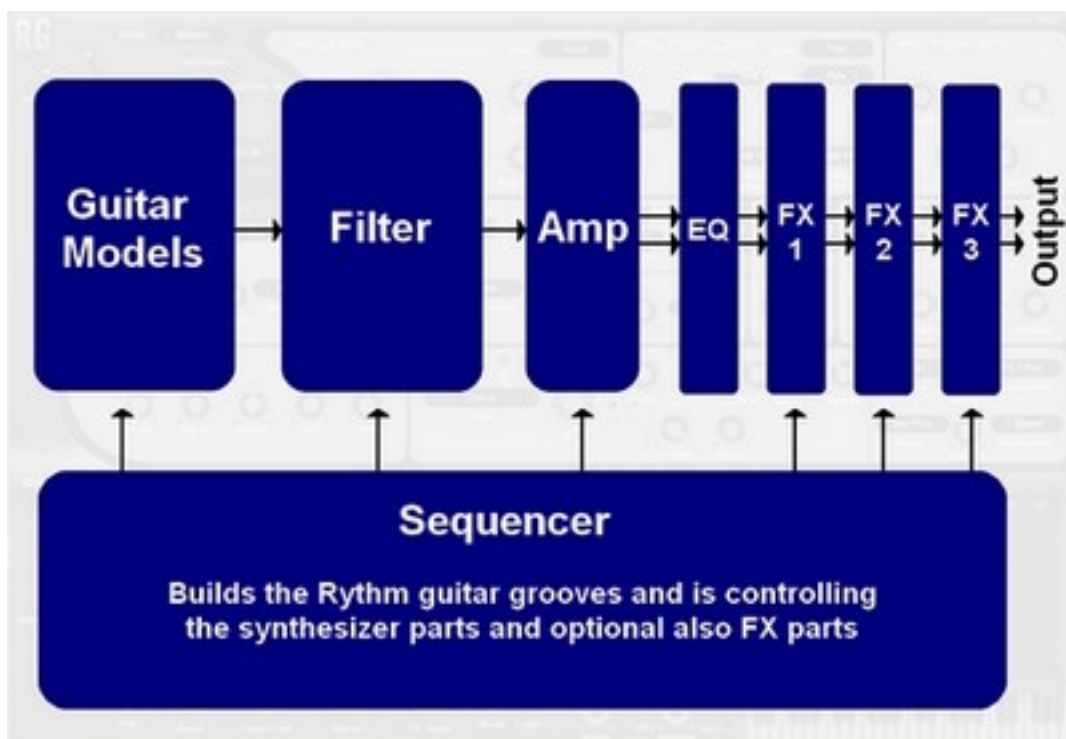 RG
Guitar
Models
Filter
Amp
EQ
FX
1
FX
2
FX
3
Output
Sequencer
Builds the Rythm guitar grooves and is controlling
the synthesizer parts and optional also FX parts